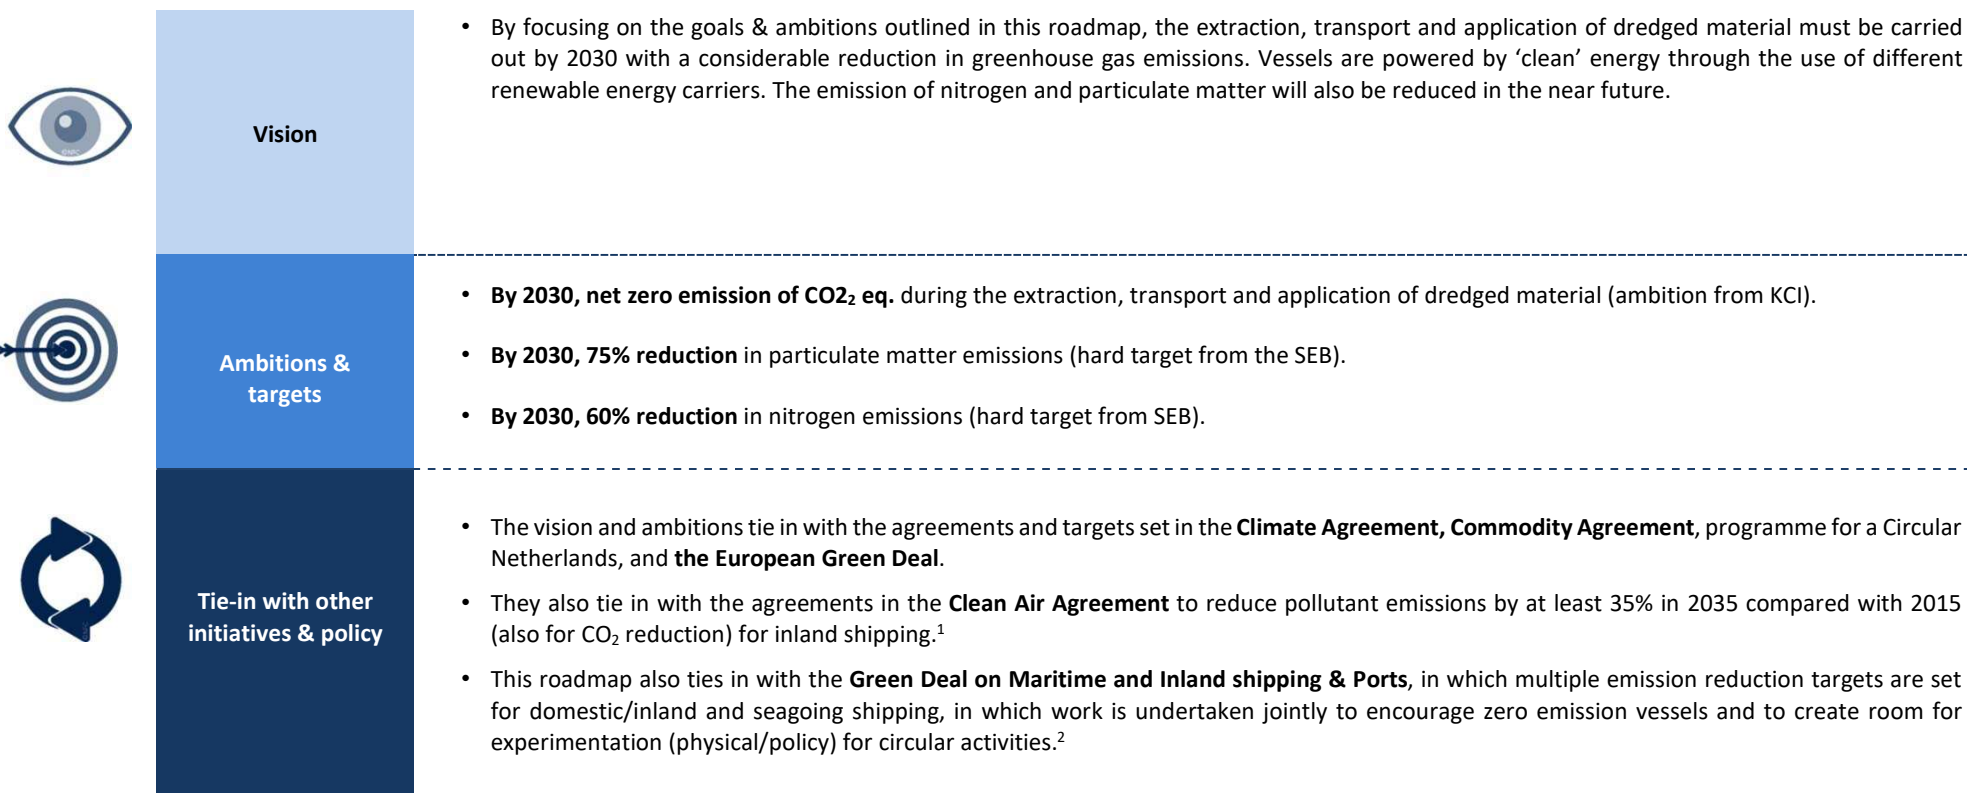 • By focusing on the goals & ambitions outlined in this roadmap, the extraction, transport and application of dredged material must be carried
out by 2030 with a considerable reduction in greenhouse gas emissions. Vessels are powered by ‘clean’ energy through the use of different
renewable energy carriers. The emission of nitrogen and particulate matter will also be reduced in the near future.
Vision
• By 2030, net zero emission of CO2₂ eq. during the extraction, transport and application of dredged material (ambition from KCI).
• By 2030, 75% reduction in particulate matter emissions (hard target from the SEB).
• By 2030, 60% reduction in nitrogen emissions (hard target from SEB).
Ambitions &
targets
• The vision and ambitions tie in with the agreements and targets set in the Climate Agreement, Commodity Agreement, programme for a Circular
Netherlands, and the European Green Deal.
• They also tie in with the agreements in the Clean Air Agreement to reduce pollutant emissions by at least 35% in 2035 compared with 2015
(also for CO₂ reduction) for inland shipping.¹
• This roadmap also ties in with the Green Deal on Maritime and Inland shipping & Ports, in which multiple emission reduction targets are set
for domestic/inland and seagoing shipping, in which work is undertaken jointly to encourage zero emission vessels and to create room for
experimentation (physical/policy) for circular activities.²
Tie-in with other
initiatives & policy